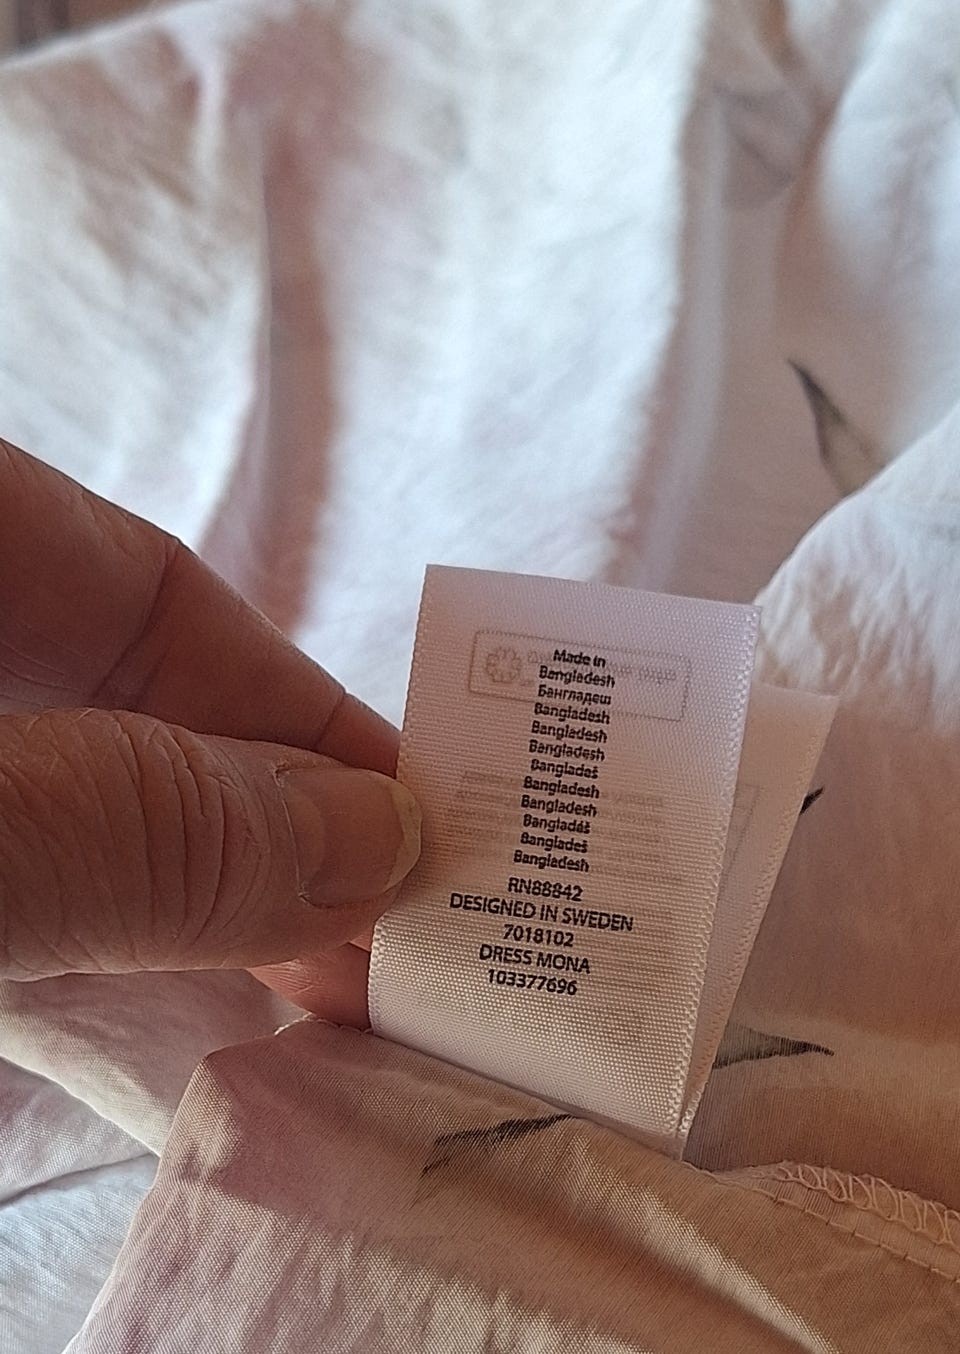 Made in
Bangladesh
Бангладеш
Bangladesh
Bangladesh
Bangladesh
Bangladeš
Bangladesh
Bangladesh
Bangladéš
Bangladeš
Bangladesh
RN88842
DESIGNED IN SWEDEN
7018102
DRESS MONA
103377696